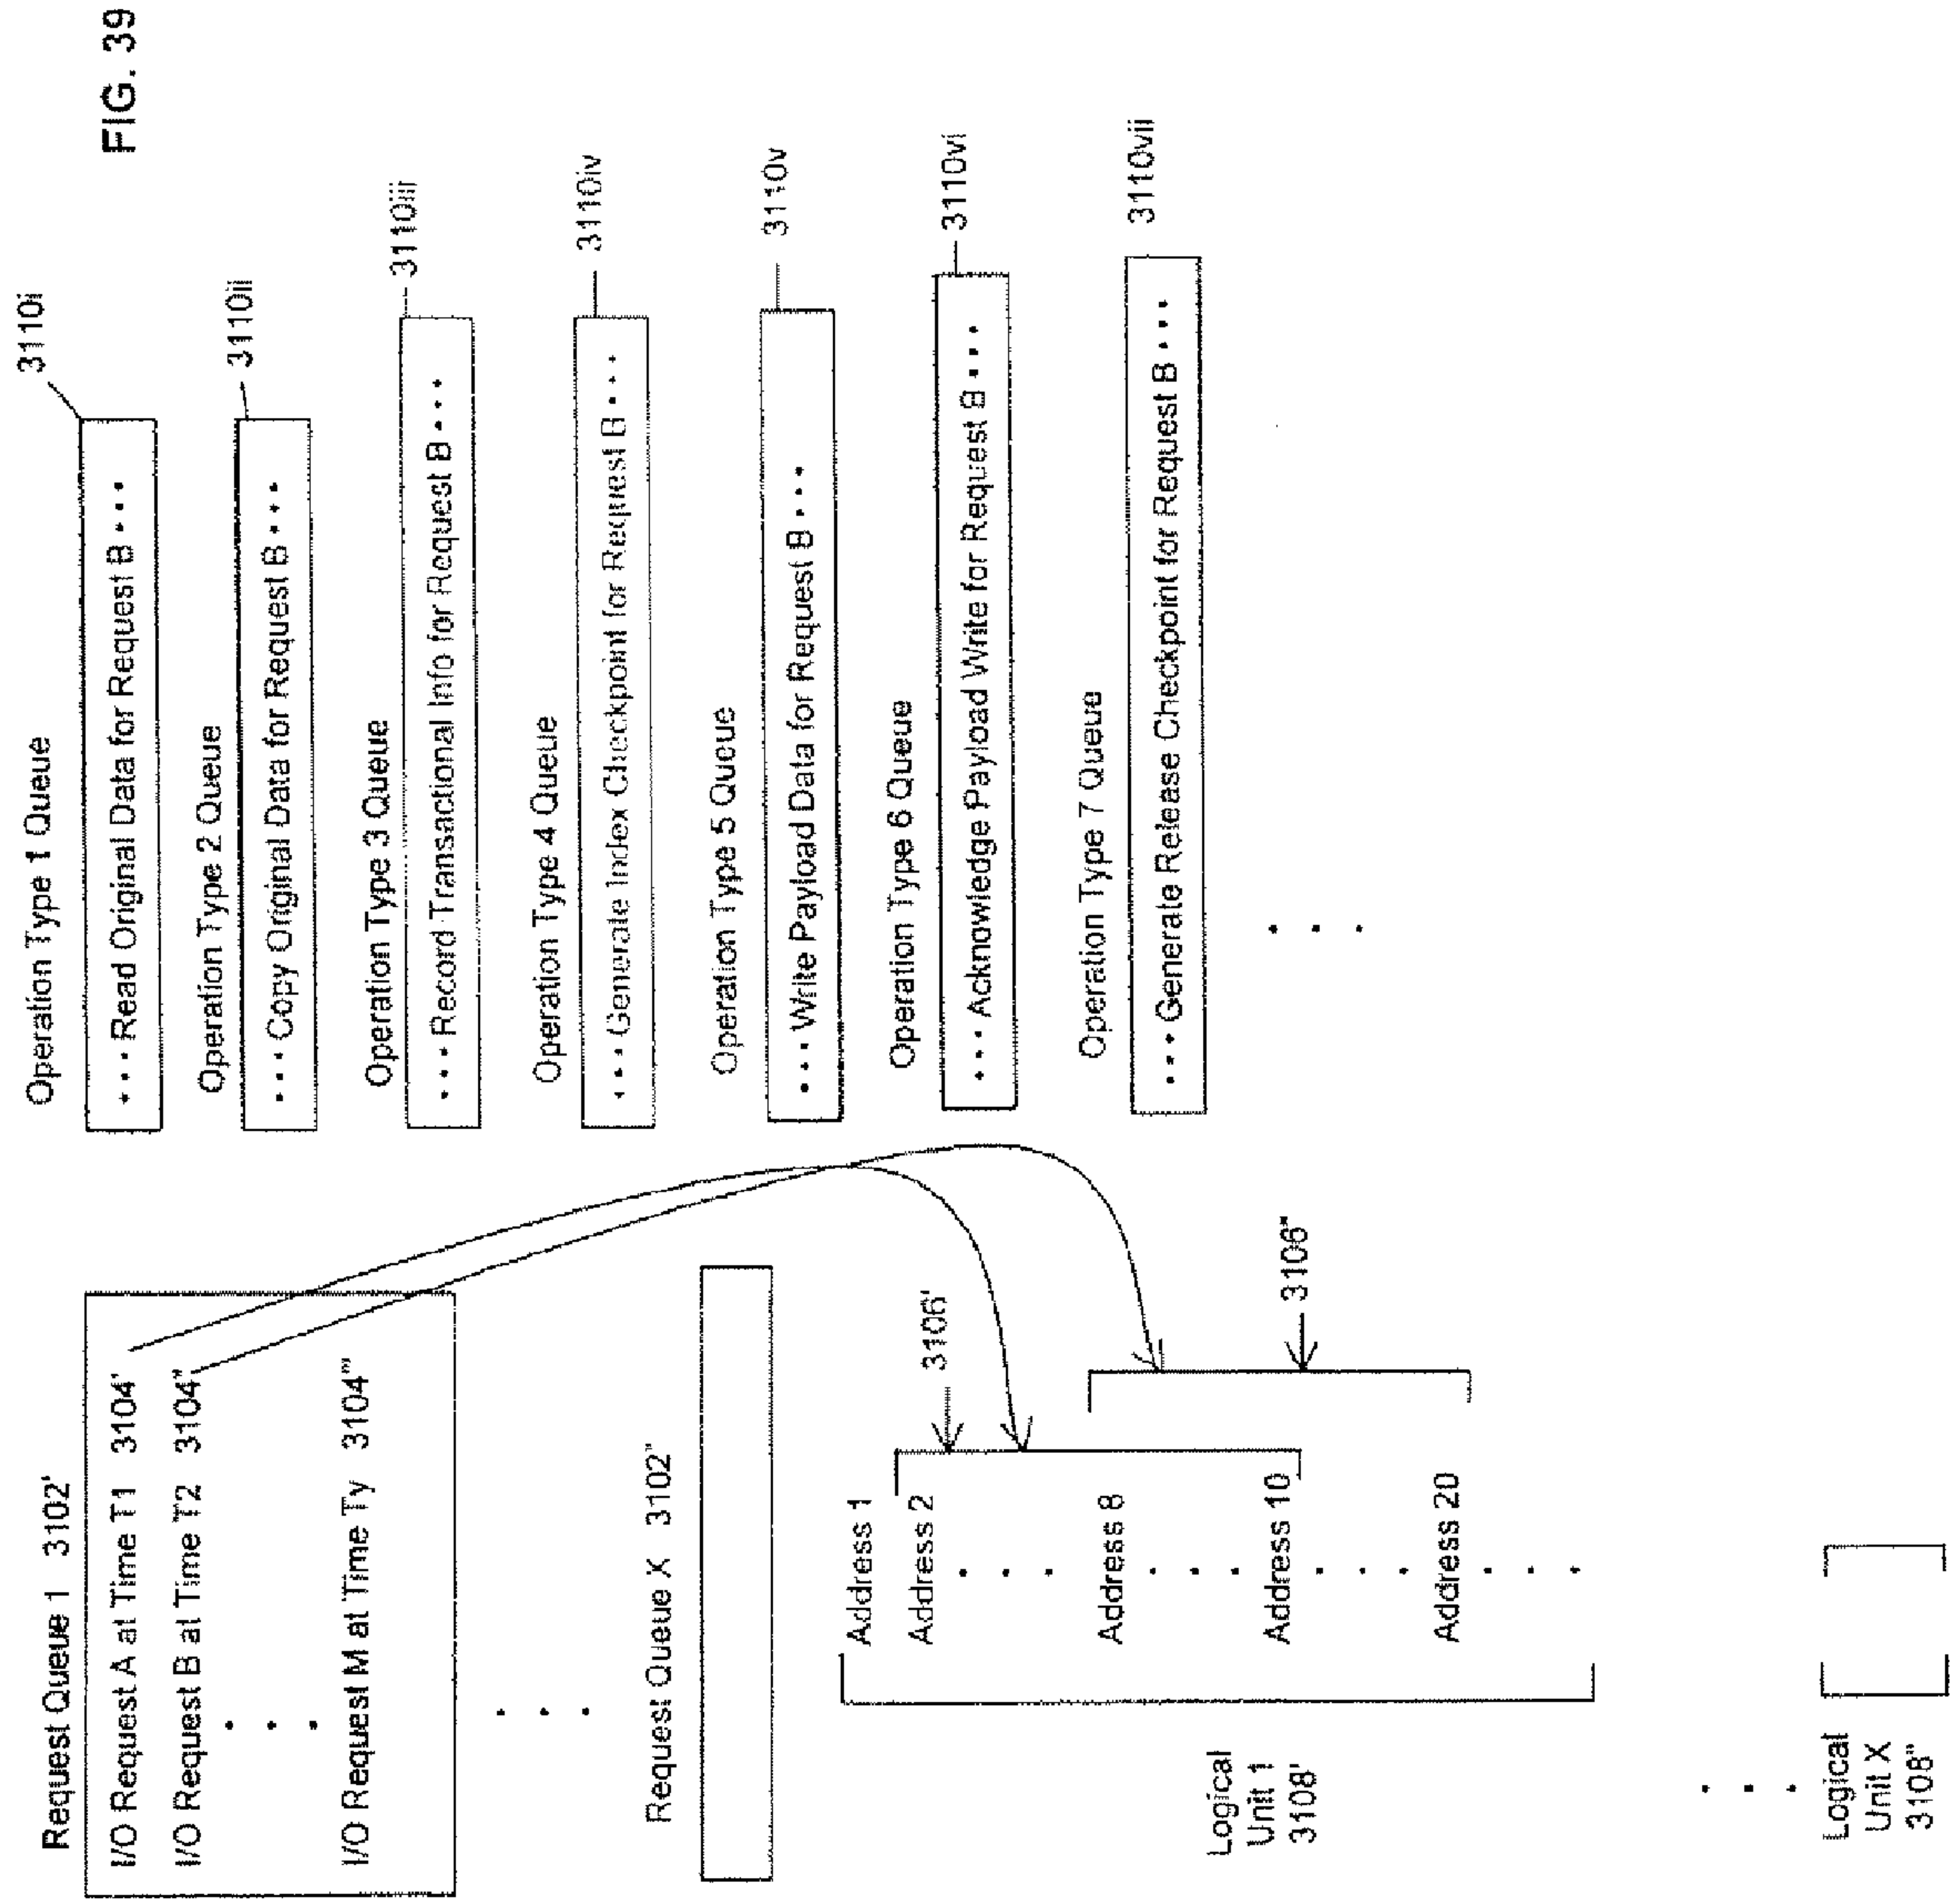 FIG. 39
Request Queue 1 3102'
I/O Request A at Time T1 3104'
I/O Request B at Time T2 3104"
• • •
I/O Request M at Time Ty 3104'''
• • •
Request Queue X 3102"
Logical
Unit 1
3108'
Address 1
Address 2
• • •
Address 8
• • •
Address 10
• • •
Address 20
• • •
3106'
3106"
• • •
Logical
Unit X
3108"
Operation Type 1 Queue
3110i
• • • Read Original Data for Request B • • •
Operation Type 2 Queue
3110ii
• • • Copy Original Data for Request B • • •
Operation Type 3 Queue
3110iii
• • • Record Transactional Info for Request B • • •
Operation Type 4 Queue
3110iv
• • • Generate Index Checkpoint for Request B • • •
Operation Type 5 Queue
3110v
• • • Write Payload Data for Request B • • •
Operation Type 6 Queue
3110vi
• • • Acknowledge Payload Write for Request B • • •
Operation Type 7 Queue
3110vii
• • • Generate Release Checkpoint for Request B • • •
• • •